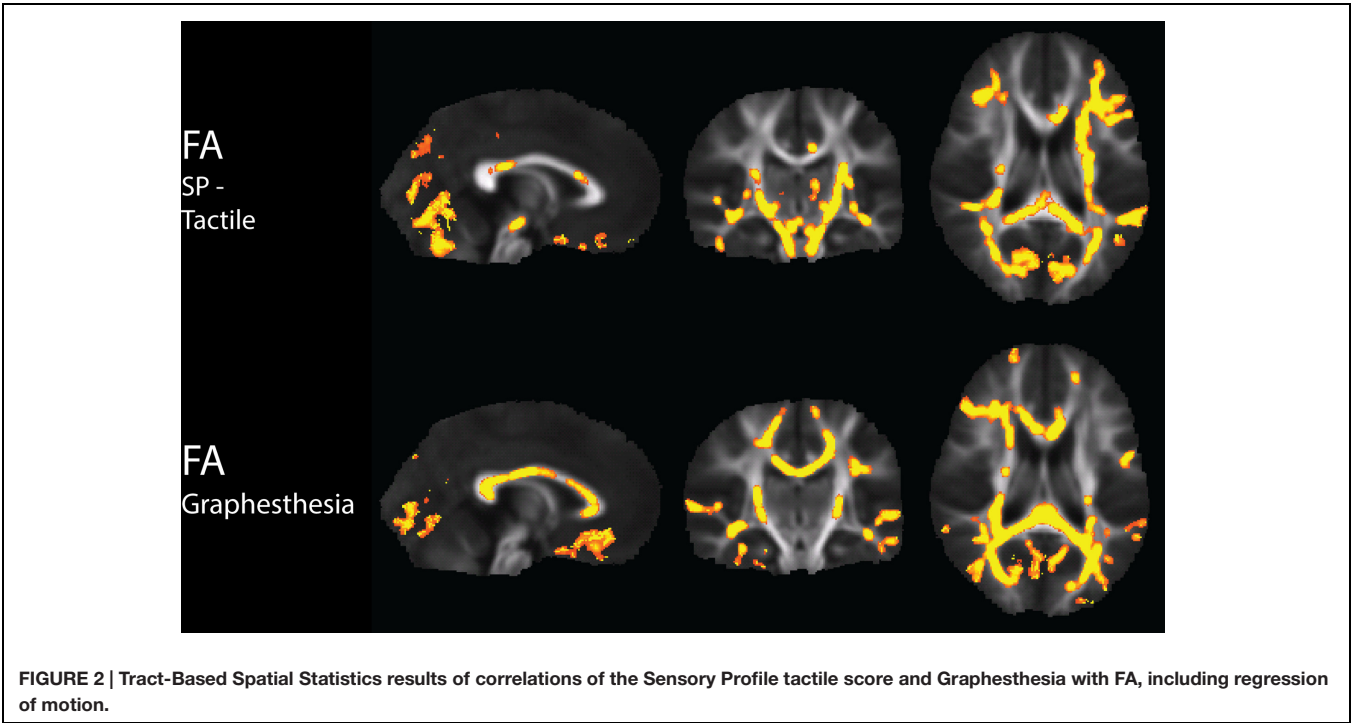 FA
SP -
Tactile
FA
Graphesthesia
FIGURE 2 | Tract-Based Spatial Statistics results of correlations of the Sensory Profile tactile score and Graphesthesia with FA, including regression
of motion.